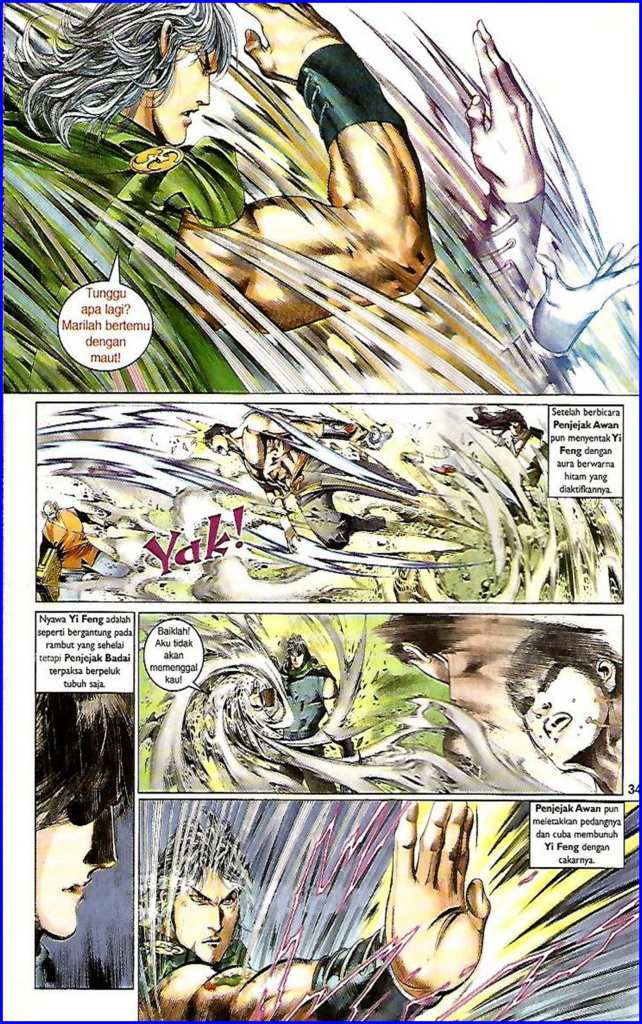 Tunggu
apa lagi?
Marilah bertemu
dengan
maut!
Setelah berbicara
Penjejak Awan
pun menyentak Yi
Feng dengan
aura berwarna
hitam yang
diaktifkannya.
Yak!
Nyawa Yi Feng adalah
seperti bergantung pada
rambut yang sehelai
tetapi Penjejak Badai
terpaksa berpeluk
tubuh saja.
Baiklah!
Aku tidak
akan
memenggal
kau!
34
Penjejak Awan pun
meletakkan pedangnya
dan cuba membunuh
Yi Feng dengan
cakarnya.